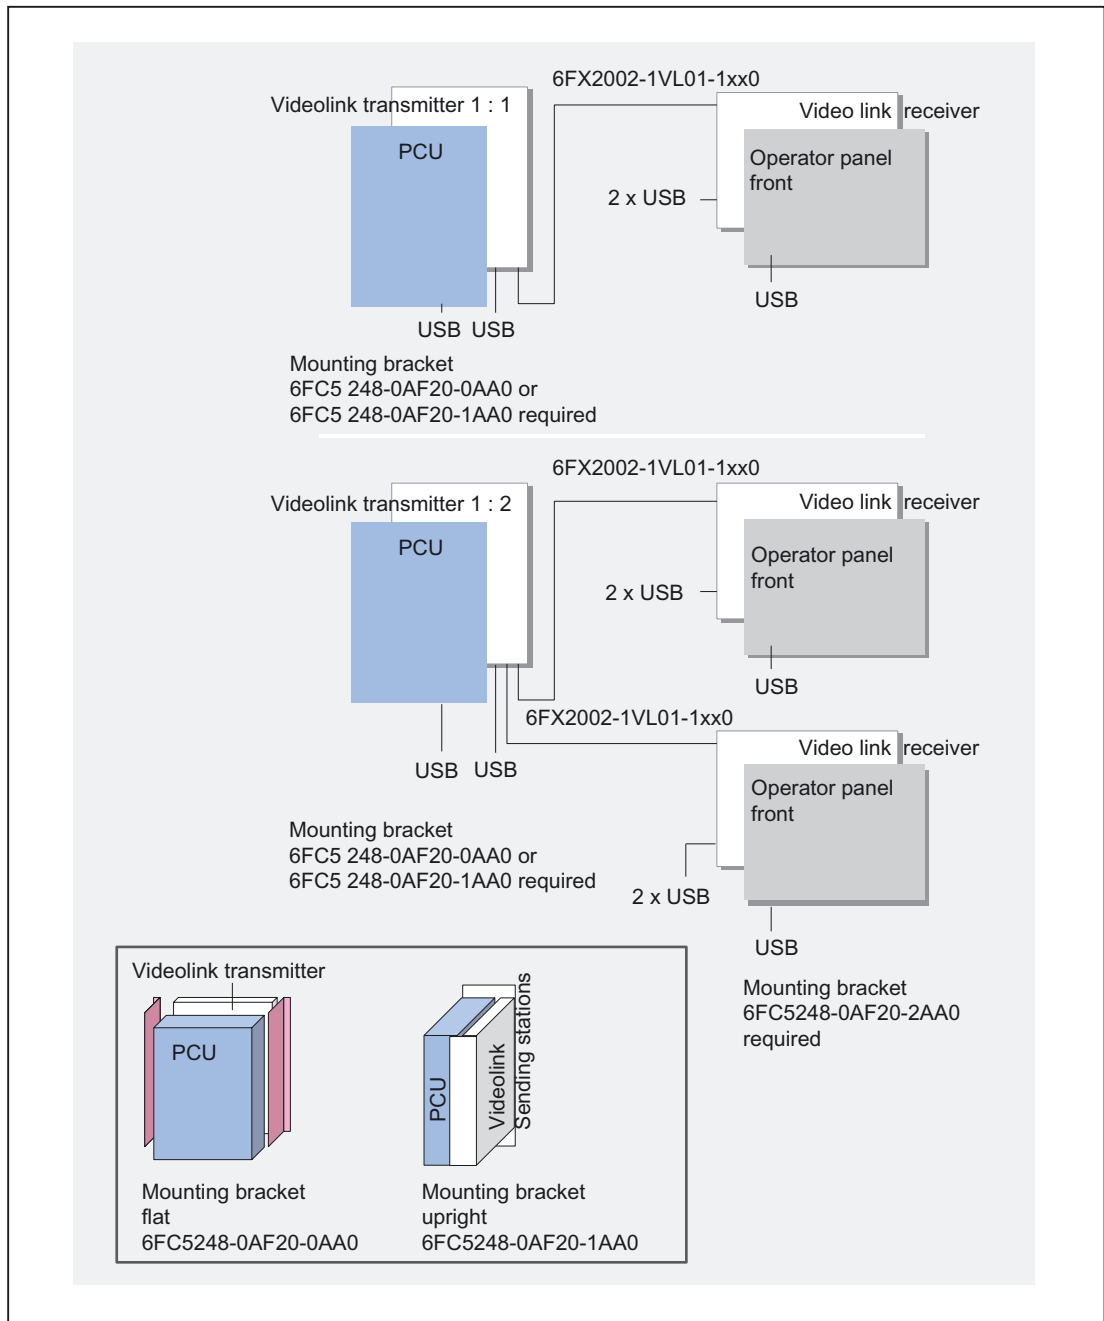 6FX2002-1VL01-1xx0
Videolink transmitter 1 : 1
Video link receiver
PCU
Operator panel
front
2 x USB
USB
USB USB
Mounting bracket
6FC5 248-0AF20-0AA0 or
6FC5 248-0AF20-1AA0 required
6FX2002-1VL01-1xx0
Videolink transmitter 1 : 2
Video link receiver
PCU
Operator panel
front
2 x USB
USB
6FX2002-1VL01-1xx0
Video link receiver
USB USB
Operator panel
front
Mounting bracket
6FC5 248-0AF20-0AA0 or
6FC5 248-0AF20-1AA0 required
2 x USB
USB
Mounting bracket
6FC5248-0AF20-2AA0
required
Videolink transmitter
PCU
Mounting bracket
flat
6FC5248-0AF20-0AA0
PCU
Videolink
Sending stations
Mounting bracket
upright
6FC5248-0AF20-1AA0